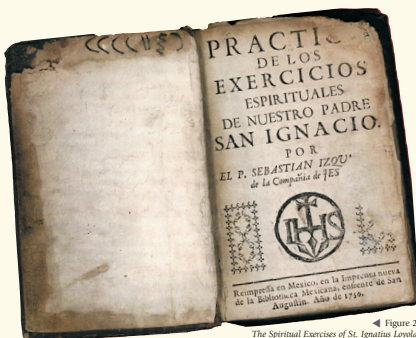 PRACTIC
DE LOS
EXERCICIOS
ESPIRITUALES
DE NUESTRO PADRE
SAN IGNACIO.
POR
EL P. SEBASTIAN IZQU
de la Compañia de JES
IHS
Reimpressa en Mexico, en la Imprenta nueva
de la Bibliotheca Mexicana, enfrente de San
Augustin. Año de
◀ Figure 2
The Spiritual Exercises of St. Ignatius Loyola